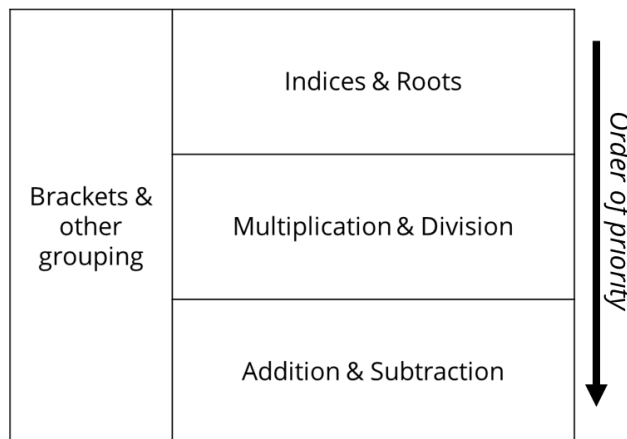 Indices & Roots
Brackets &
other
grouping
Multiplication & Division
Addition & Subtraction
Order of priority